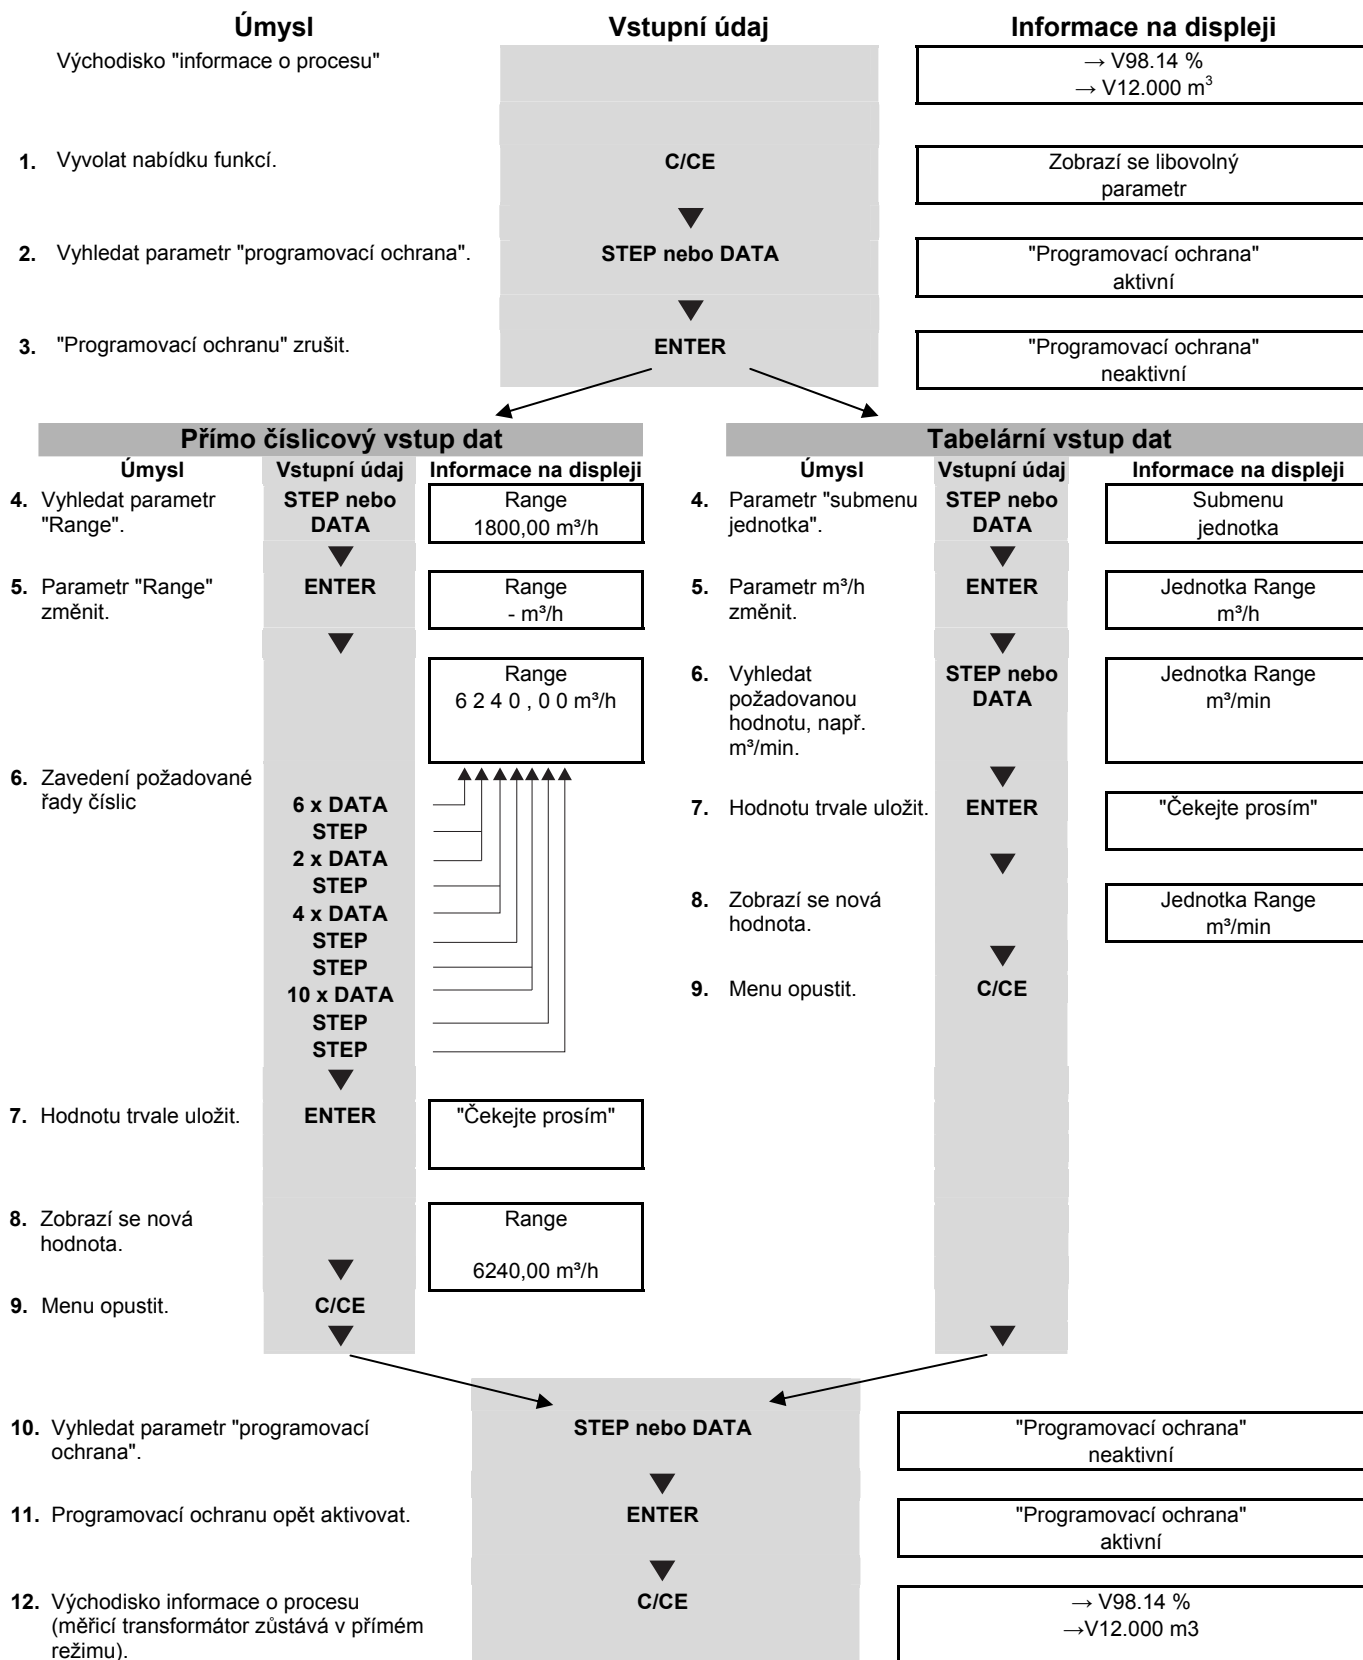 Úmysl Vstupní údaj Informace na displeji
Východisko "informace o procesu" → V98.14 %
→ V12.000 m³
1. Vyvolat nabídku funkcí. C/CE Zobrazí se libovolný
parametr
2. Vyhledat parametr "programovací ochrana". STEP nebo DATA "Programovací ochrana"
aktivní
3. "Programovací ochranu" zrušit. ENTER "Programovací ochrana"
neaktivní
Přímo číslicový vstup dat
Úmysl Vstupní údaj Informace na displeji
4. Vyhledat parametr STEP nebo Range
"Range". DATA 1800,00 m³/h
5. Parametr "Range" ENTER Range
změnit. - m³/h
Range
6 2 4 0 , 0 0 m³/h
6. Zavedení požadované
řady číslic
6 x DATA
STEP
2 x DATA
STEP
4 x DATA
STEP
STEP
10 x DATA
STEP
STEP
7. Hodnotu trvale uložit. ENTER "Čekejte prosím"
8. Zobrazí se nová Range
hodnota.
6240,00 m³/h
9. Menu opustit. C/CE
Tabelární vstup dat
Úmysl Vstupní údaj Informace na displeji
4. Parametr "submenu STEP nebo Submenu
jednotka". DATA jednotka
5. Parametr m³/h ENTER Jednotka Range
změnit. m³/h
6. Vyhledat STEP nebo Jednotka Range
požadovanou DATA m³/min
hodnotu, např.
m³/min.
7. Hodnotu trvale uložit. ENTER "Čekejte prosím"
8. Zobrazí se nová Jednotka Range
hodnota. m³/min
9. Menu opustit. C/CE
10. Vyhledat parametr "programovací STEP nebo DATA "Programovací ochrana"
ochrana". neaktivní
11. Programovací ochranu opět aktivovat. ENTER "Programovací ochrana"
aktivní
12. Východisko informace o procesu C/CE → V98.14 %
(měřicí transformátor zůstává v přímém →V12.000 m3
režimu).